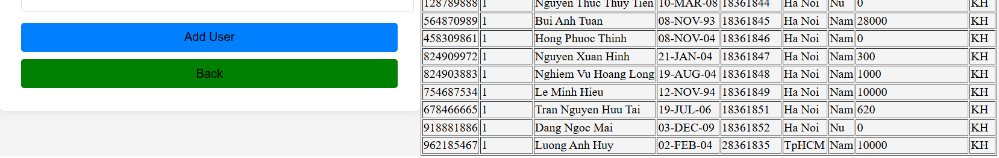 Add User
Back
128789888 1 Nguyen Thuc Thuy Tien 10-MAR-08 18361844 Ha Noi Nu 0 KH
564870989 1 Bui Anh Tuan 08-NOV-93 18361845 Ha Noi Nam 28000 KH
458309861 1 Hong Phuoc Thinh 08-NOV-04 18361846 Ha Noi Nam 0 KH
824909972 1 Nguyen Xuan Hinh 21-JAN-04 18361847 Ha Noi Nam 300 KH
824903883 1 Nghiem Vu Hoang Long 19-AUG-04 18361848 Ha Noi Nam 1000 KH
754687534 1 Le Minh Hieu 12-NOV-94 18361849 Ha Noi Nam 10000 KH
678466665 1 Tran Nguyen Huu Tai 19-JUL-06 18361851 Ha Noi Nam 620 KH
918881886 1 Dang Ngoc Mai 03-DEC-09 18361852 Ha Noi Nu 0 KH
962185467 1 Luong Anh Huy 02-FEB-04 28361835 TpHCM Nam 10000 KH